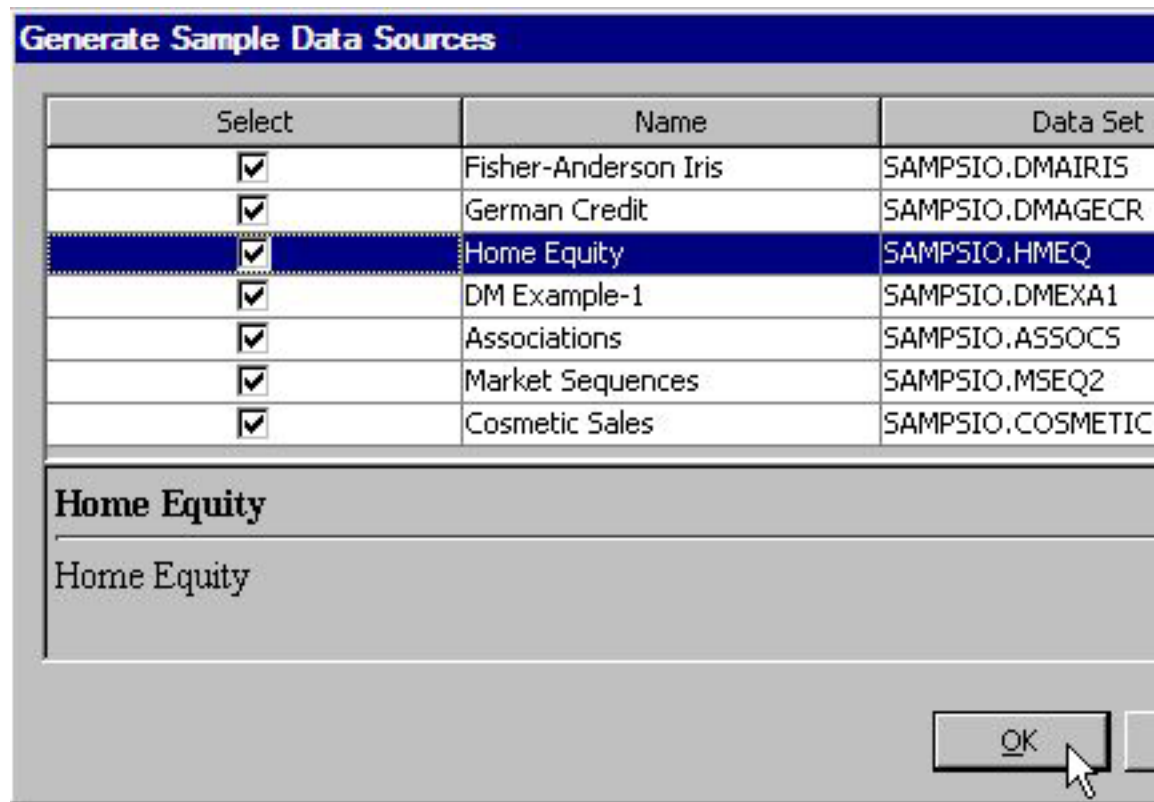 Generate Sample Data Sources
Select Name Data Set
Fisher-Anderson Iris SAMPSIO.DMAIRIS
German Credit SAMPSIO.DMAGECR
Home Equity SAMPSIO.HMEQ
DM Example-1 SAMPSIO.DMEXA1
Associations SAMPSIO.ASSOCS
Market Sequences SAMPSIO.MSEQ2
Cosmetic Sales SAMPSIO.COSMETIC
Home Equity
Home Equity
OK